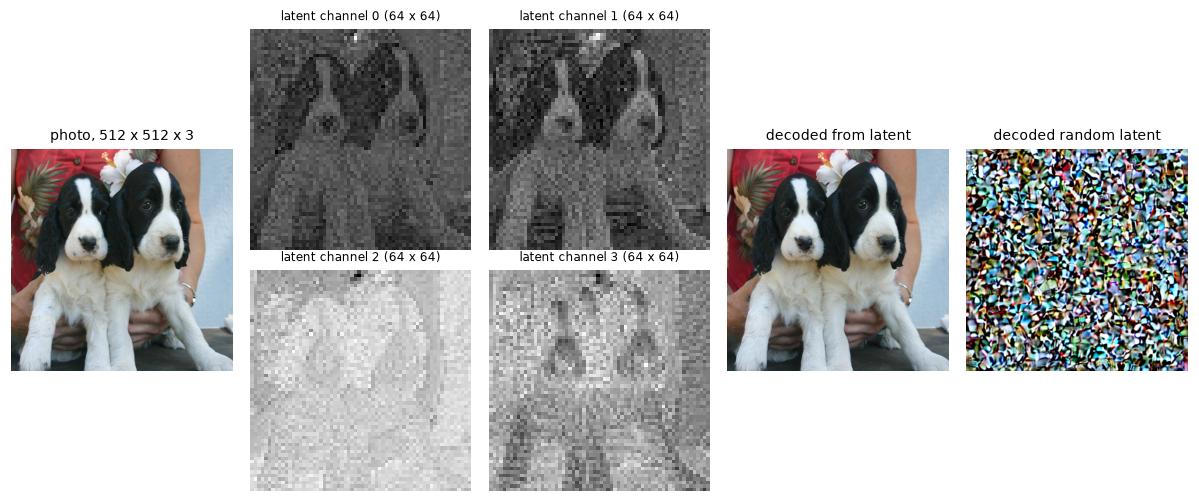 latent channel 0 (64 x 64)
latent channel 1 (64 x 64)
photo, 512 x 512 x 3
decoded from latent
decoded random latent
latent channel 2 (64 x 64)
latent channel 3 (64 x 64)